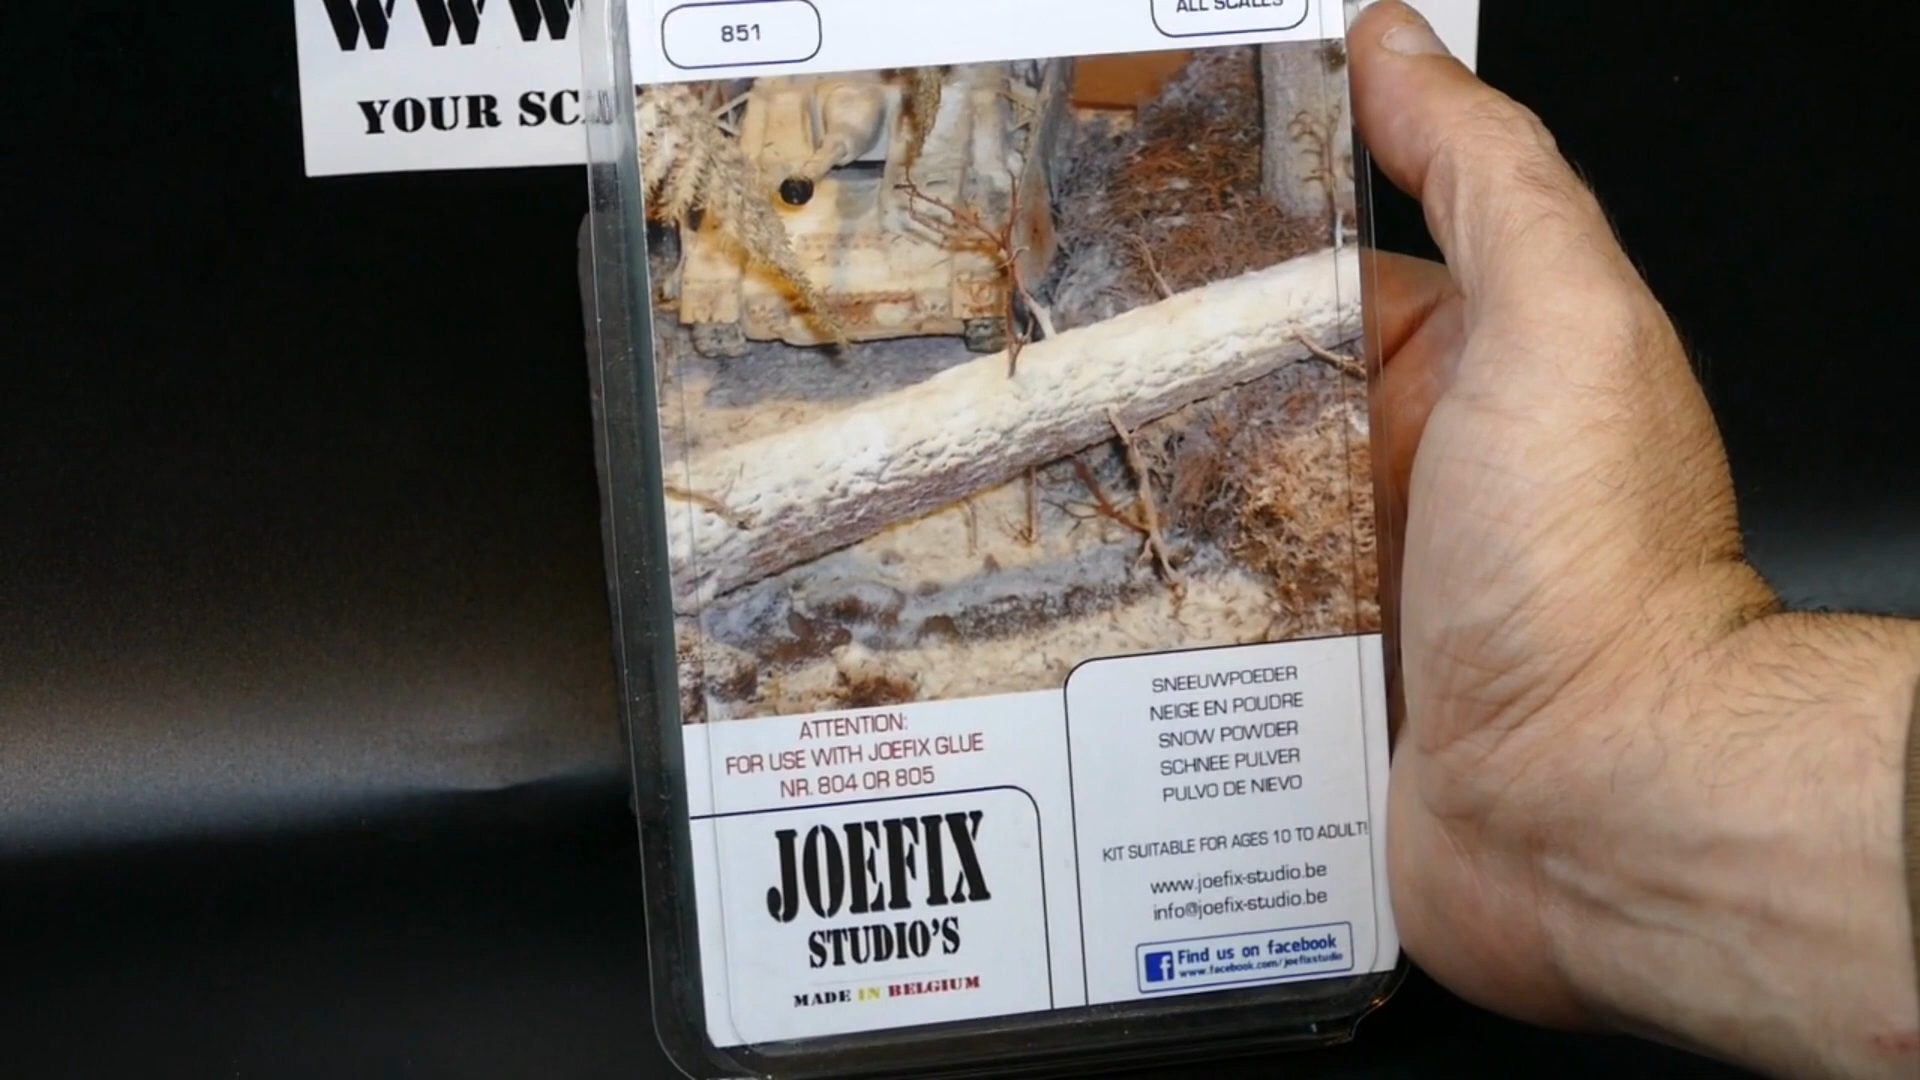 WWW
YOUR SC
851
ALL SCALES
ATTENTION:
FOR USE WITH JOEFIX GLUE
NR. 804 OR 805
JOEFIX
STUDIO'S
MADE IN BELGIUM
SNEEUWPOEDER
NEIGE EN POUDRE
SNOW POWDER
SCHNEE PULVER
PULVO DE NIEVO
KIT SUITABLE FOR AGES 10 TO ADULT!
www.joefix-studio.be
info@joefix-studio.be
Find us on facebook
www.facebook.com/joefixstudio